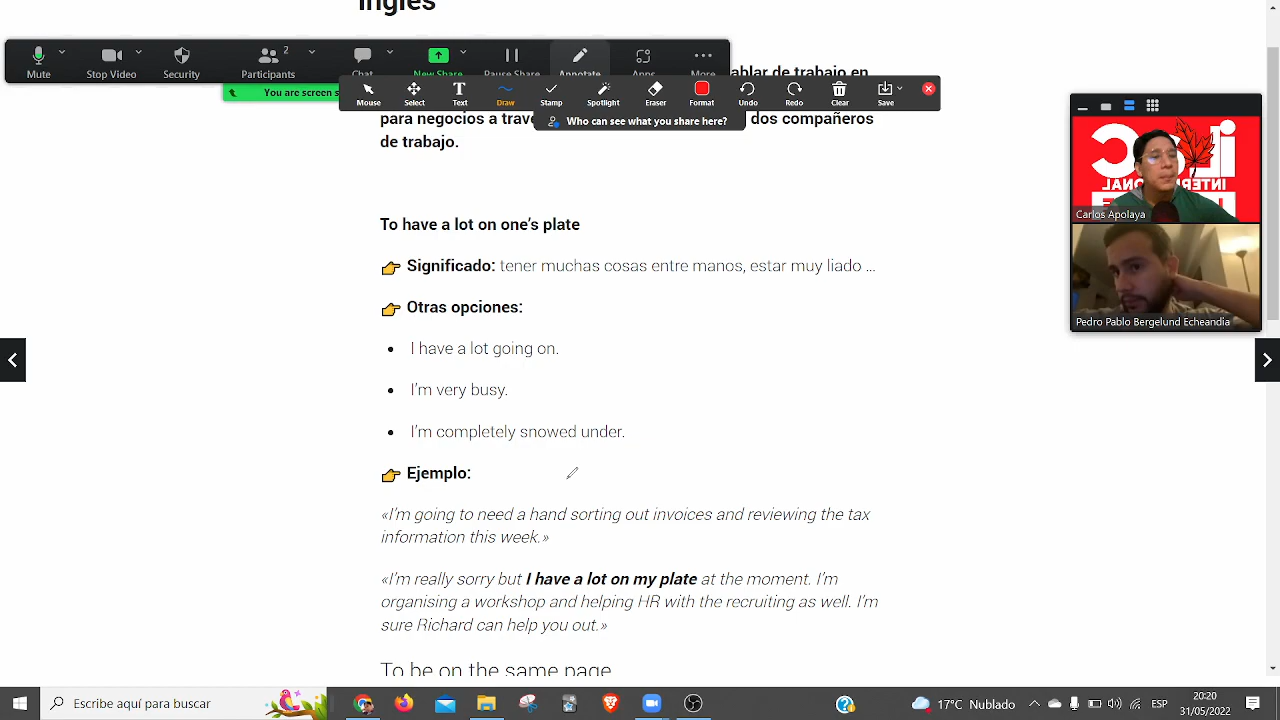 inglés
Mute Stop Video Security Participants 2 Chat New Share Pause Share Annotate Apps More
You are screen s
ablar de trabajo en
Mouse Select Text Draw Stamp Spotlight Eraser Format Undo Redo Clear Save
para negocios a trav
dos compañeros
Who can see what you share here?
de trabajo.
To have a lot on one's plate
👉 Significado: tener muchas cosas entre manos, estar muy liado ...
👉 Otras opciones:
• I have a lot going on.
• I'm very busy.
• I'm completely snowed under.
👉 Ejemplo:
«I'm going to need a hand sorting out invoices and reviewing the tax
information this week.»
«I'm really sorry but I have a lot on my plate at the moment. I'm
organising a workshop and helping HR with the recruiting as well. I'm
sure Richard can help you out.»
To be on the same page
iLC
INTERNATIONAL
Carlos Apolaya
Pedro Pablo Bergelund Echeandia
Escribe aquí para buscar
17°C Nublado
ESP
20:20
31/05/2022